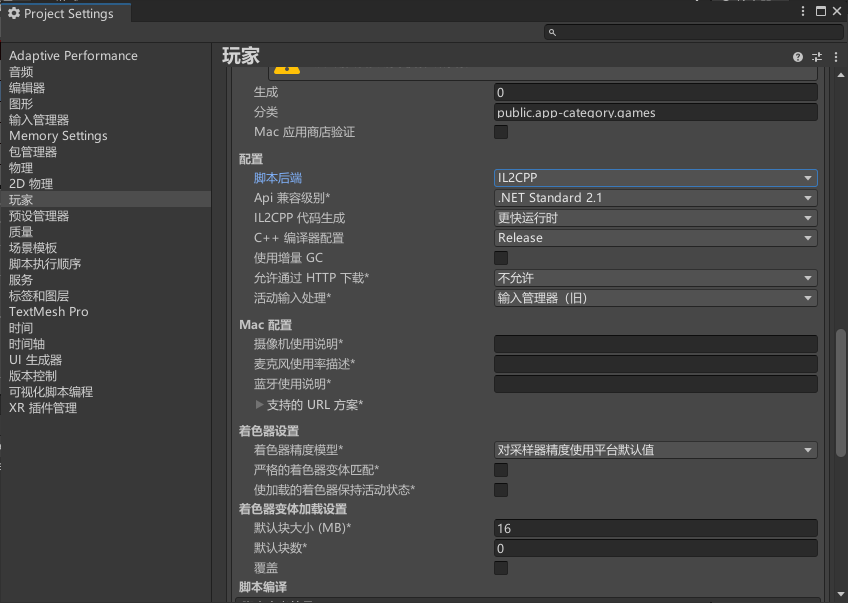 Project Settings
Adaptive Performance
音频
编辑器
图形
输入管理器
Memory Settings
包管理器
物理
2D 物理
玩家
预设管理器
质量
场景模板
脚本执行顺序
服务
标签和图层
TextMesh Pro
时间
时间轴
UI 生成器
版本控制
可视化脚本编程
XR 插件管理
玩家
生成 0
分类 public.app-category.games
Mac 应用商店验证
配置
脚本后端 IL2CPP
Api 兼容级别* .NET Standard 2.1
IL2CPP 代码生成 更快运行时
C++ 编译器配置 Release
使用增量 GC
允许通过 HTTP 下载* 不允许
活动输入处理* 输入管理器（旧）
Mac 配置
摄像机使用说明*
麦克风使用率描述*
蓝牙使用说明*
支持的 URL 方案*
着色器设置
着色器精度模型* 对采样器精度使用平台默认值
严格的着色器变体匹配*
使加载的着色器保持活动状态*
着色器变体加载设置
默认块大小 (MB)* 16
默认块数* 0
覆盖
脚本编译